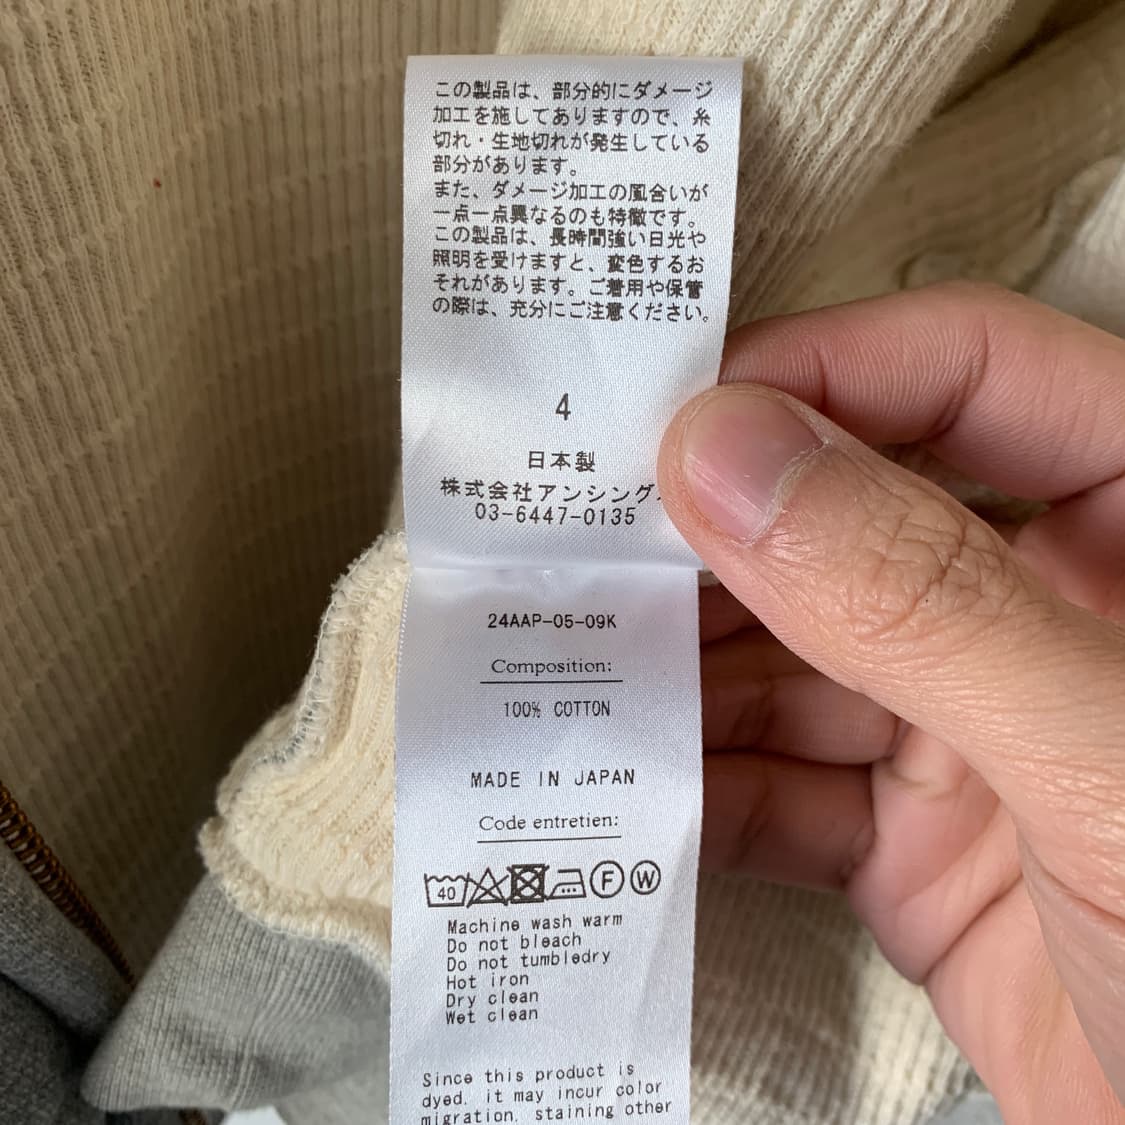 この製品は、部分的にダメージ
加工を施してありますので、糸
切れ・生地切れが発生している
部分があります。
また、ダメージ加工の風合いが
一点一点異なるのも特徴です。
この製品は、長時間強い日光や
照明を受けますと、変色するお
それがあります。ご着用や保管
の際は、充分にご注意ください。
4
日本製
株式会社アンシング
03-6447-0135
24AAP-05-09K
Composition:
100% COTTON
MADE IN JAPAN
Code entretien:
40 F W
Machine wash warm
Do not bleach
Do not tumbledry
Hot iron
Dry clean
Wet clean
Since this product is
dyed. it may incur color
migration. staining other